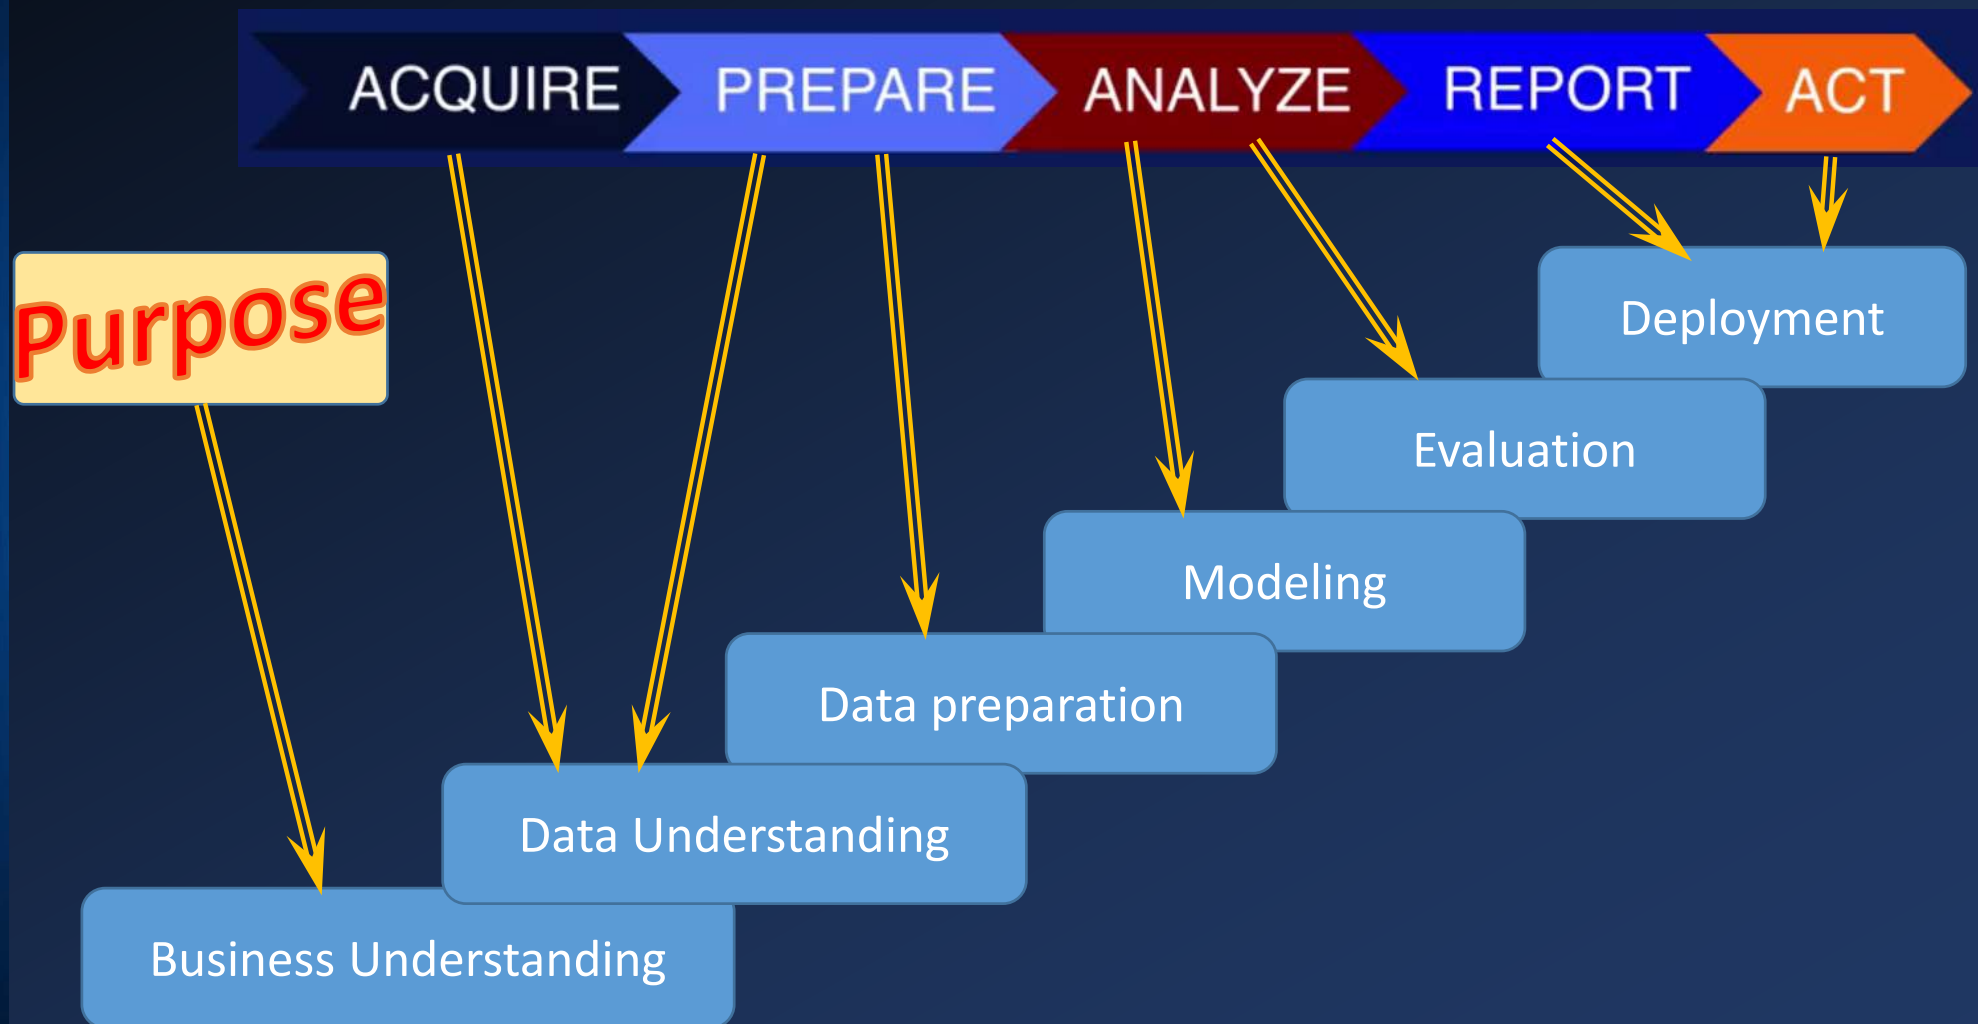 ACQUIRE PREPARE ANALYZE REPORT ACT
Purpose
Deployment
Evaluation
Modeling
Data preparation
Data Understanding
Business Understanding